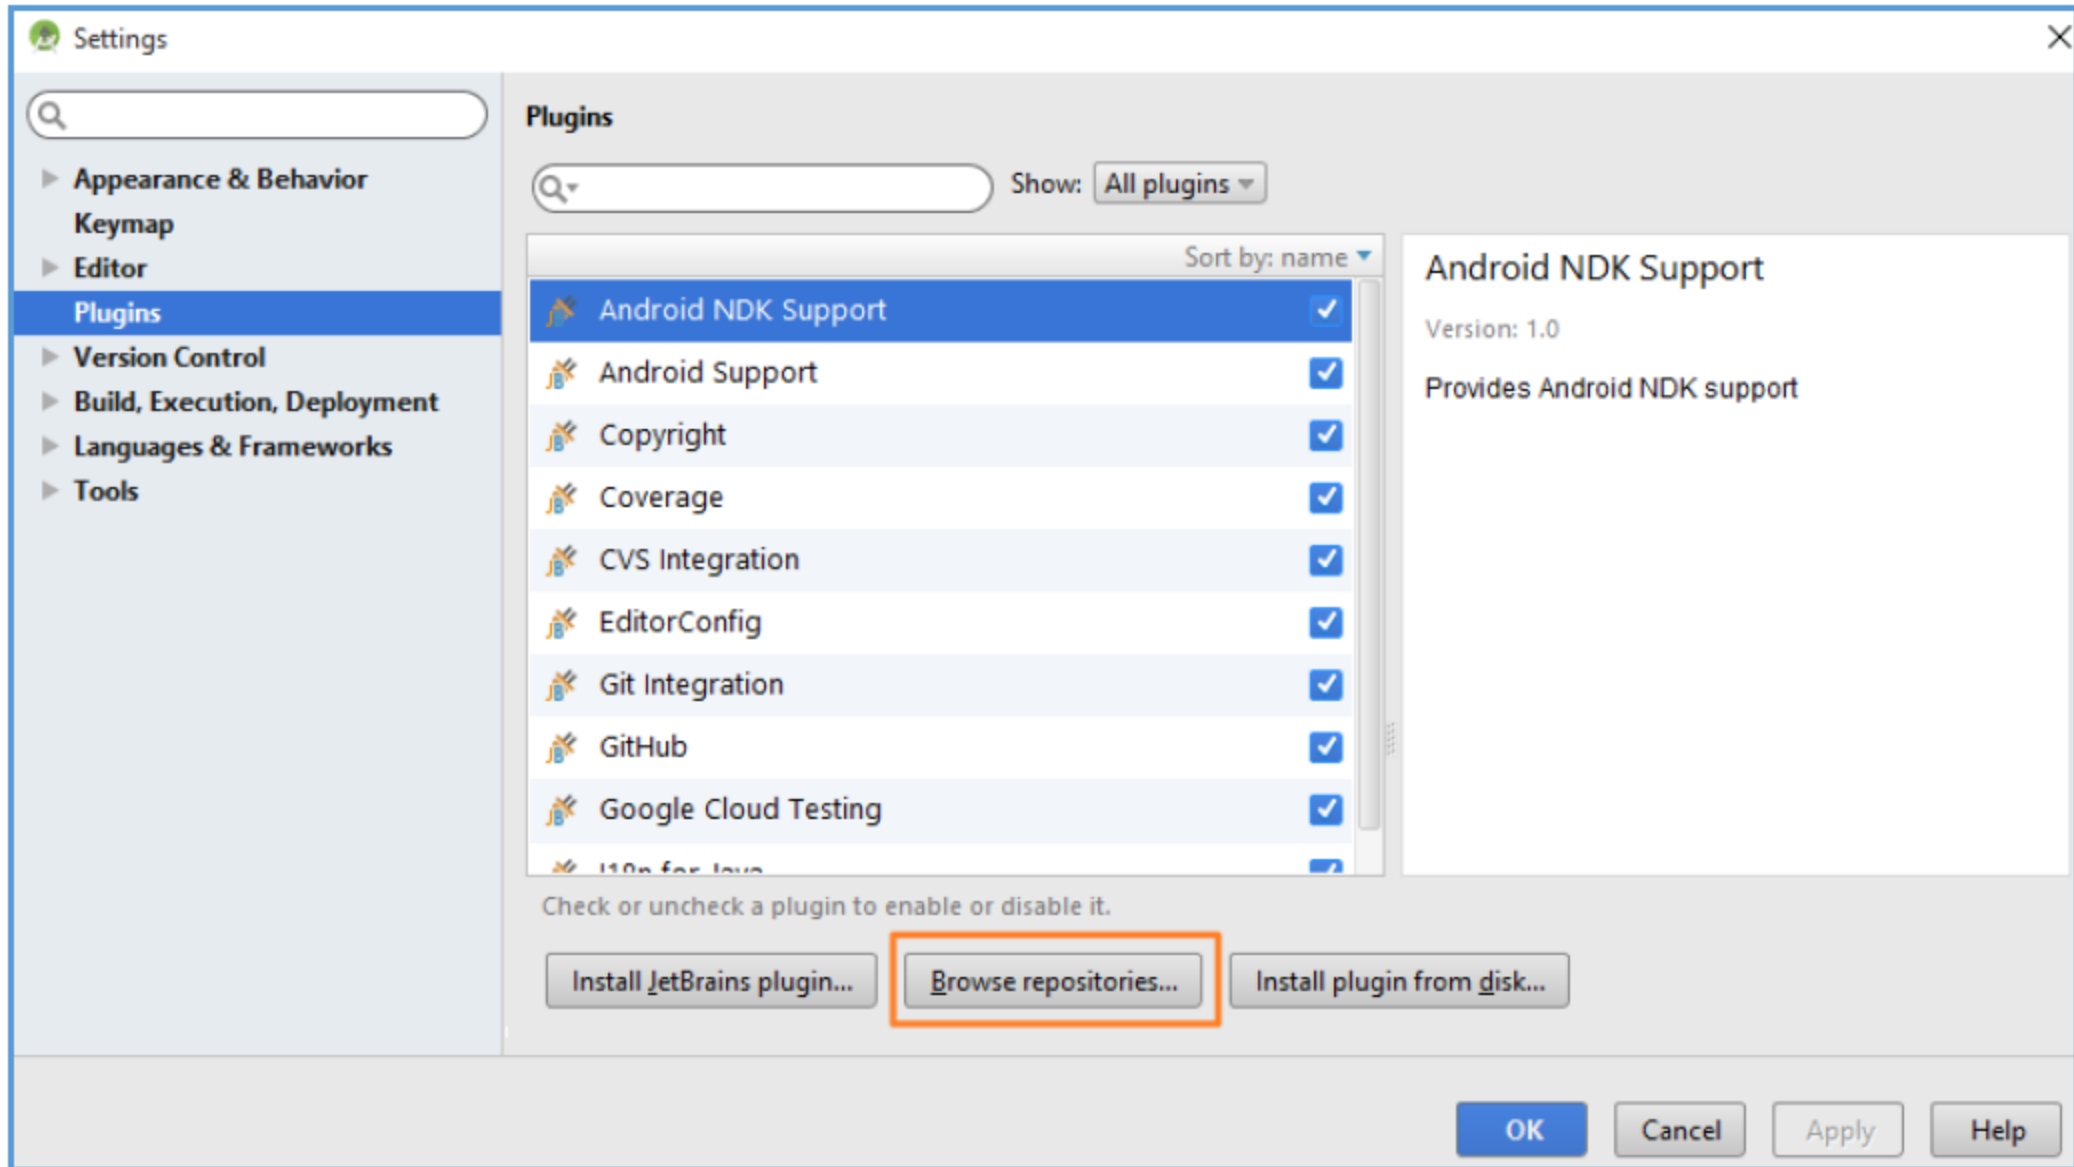 Settings
Appearance & Behavior
Keymap
Editor
Plugins
Version Control
Build, Execution, Deployment
Languages & Frameworks
Tools
Plugins
Show: All plugins
Sort by: name
Android NDK Support
Android Support
Copyright
Coverage
CVS Integration
EditorConfig
Git Integration
GitHub
Google Cloud Testing
I18n for Java
Android NDK Support
Version: 1.0
Provides Android NDK support
Check or uncheck a plugin to enable or disable it.
Install JetBrains plugin...
Browse repositories...
Install plugin from disk...
OK
Cancel
Apply
Help